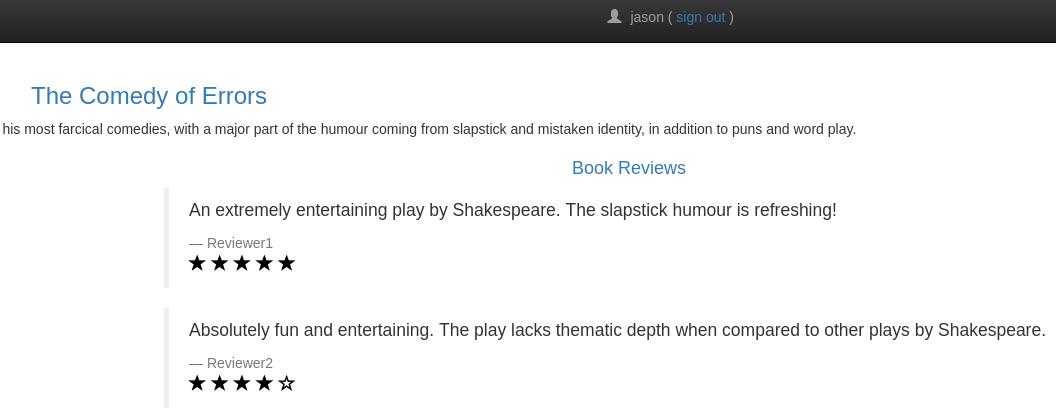 jason ( sign out )
The Comedy of Errors
his most farcical comedies, with a major part of the humour coming from slapstick and mistaken identity, in addition to puns and word play.
Book Reviews
An extremely entertaining play by Shakespeare. The slapstick humour is refreshing!
— Reviewer1
★★★★★
Absolutely fun and entertaining. The play lacks thematic depth when compared to other plays by Shakespeare.
— Reviewer2
★★★★☆